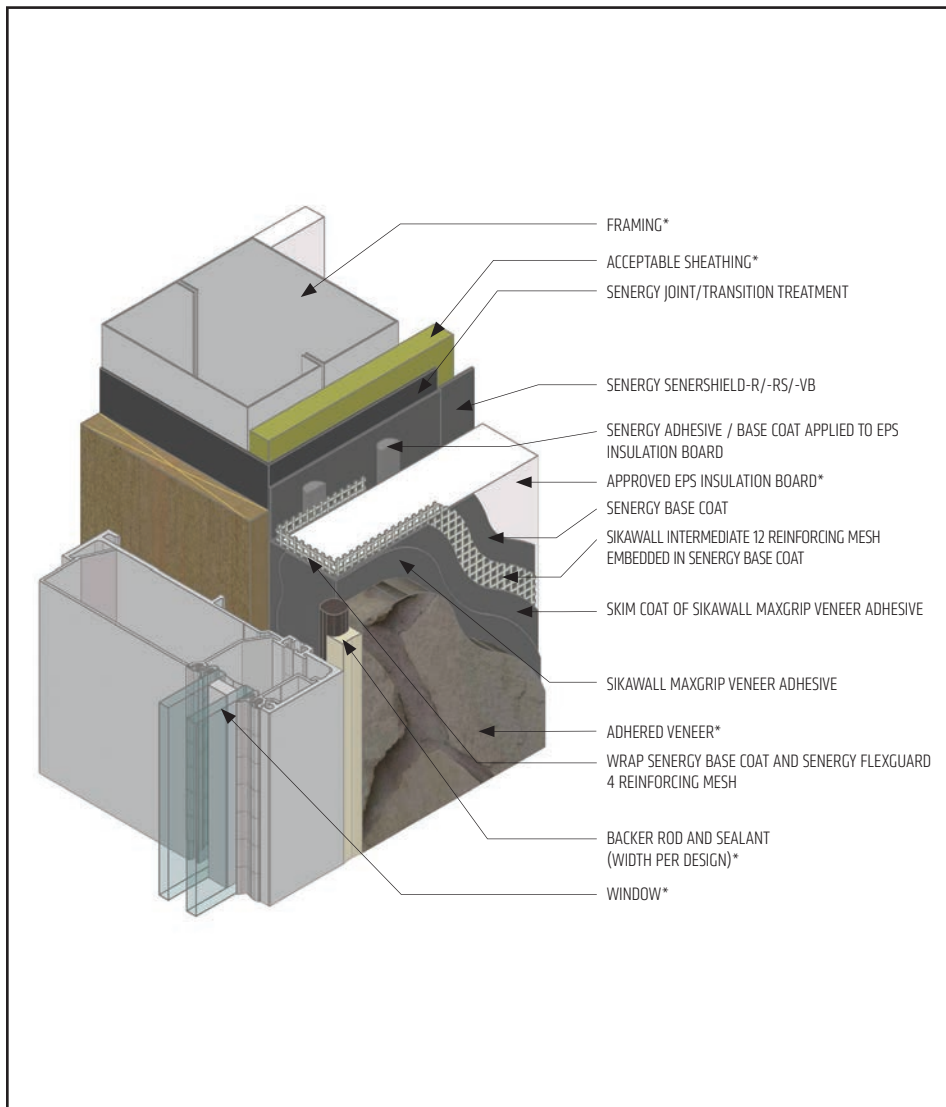 FRAMING*
ACCEPTABLE SHEATHING*
SENERGY JOINT/TRANSITION TREATMENT
SENERGY SENERSHIELD-R/-RS/-VB
SENERGY ADHESIVE / BASE COAT APPLIED TO EPS
INSULATION BOARD
APPROVED EPS INSULATION BOARD*
SENERGY BASE COAT
SIKAWALL INTERMEDIATE 12 REINFORCING MESH
EMBEDDED IN SENERGY BASE COAT
SKIM COAT OF SIKAWALL MAXGRIP VENEER ADHESIVE
SIKAWALL MAXGRIP VENEER ADHESIVE
ADHERED VENEER*
WRAP SENERGY BASE COAT AND SENERGY FLEXGUARD
4 REINFORCING MESH
BACKER ROD AND SEALANT
(WIDTH PER DESIGN)*
WINDOW*